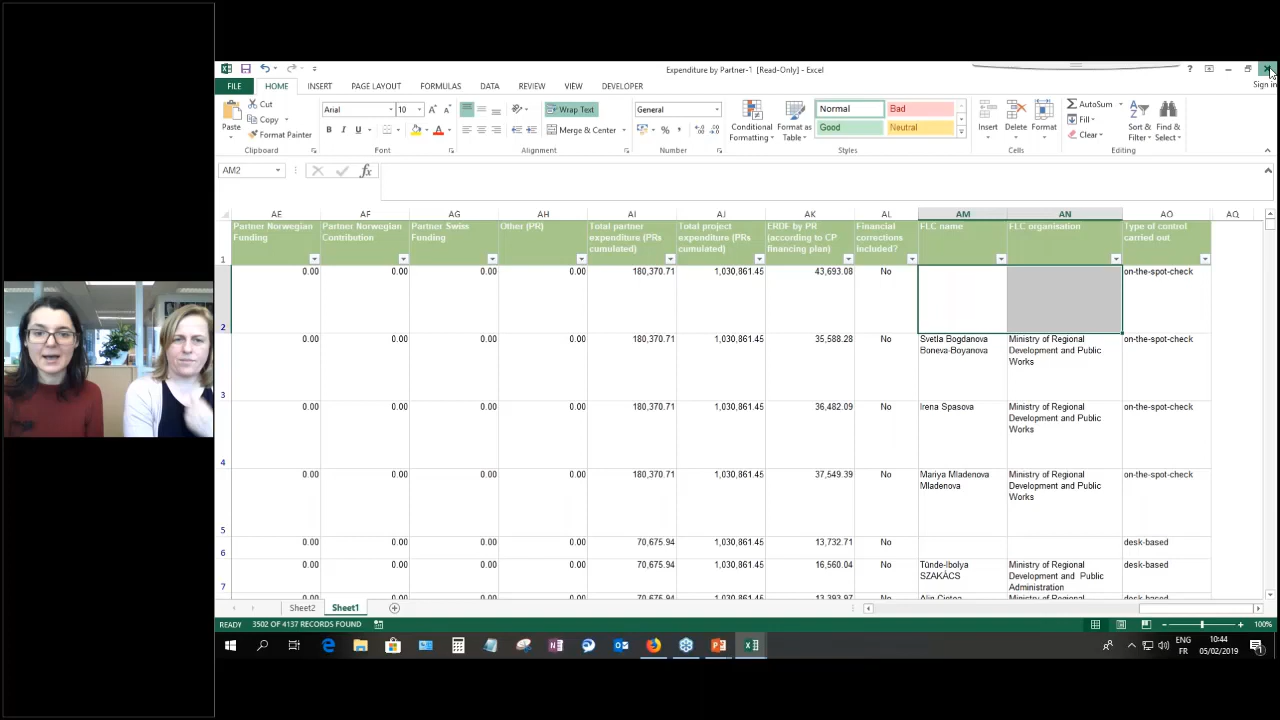 Expenditure by Partner-1 [Read-Only] - Excel
?
Sign in
FILE HOME INSERT PAGE LAYOUT FORMULAS DATA REVIEW VIEW DEVELOPER
Paste Cut Copy Format Painter
Clipboard
Arial 10
B I U
Font
Wrap Text
Merge & Center
Alignment
General
%
Number
Conditional Formatting Format as Table
Normal Bad
Good Neutral
Styles
Insert Delete Format
Cells
AutoSum
Fill
Clear
Sort & Filter Find & Select
Editing
AM2 fx
AE AF AG AH AI AJ AK AL AM AN AO AQ
1 Partner Norwegian Funding Partner Norwegian Contribution Partner Swiss Funding Other (PR) Total partner expenditure (PRs cumulated) Total project expenditure (PRs cumulated) ERDF by PR (according to CP financing plan) Financial corrections included? FLC name FLC organisation Type of control carried out
2 0.00 0.00 0.00 0.00 180,370.71 1,030,861.45 43,693.08 No on-the-spot-check
3 0.00 0.00 0.00 0.00 180,370.71 1,030,861.45 35,588.28 No Svetla Bogdanova Boneva-Boyanova Ministry of Regional Development and Public Works on-the-spot-check
4 0.00 0.00 0.00 0.00 180,370.71 1,030,861.45 36,482.09 No Irena Spasova Ministry of Regional Development and Public Works on-the-spot-check
5 0.00 0.00 0.00 0.00 180,370.71 1,030,861.45 37,549.39 No Mariya Mladenova Mladenova Ministry of Regional Development and Public Works on-the-spot-check
6 0.00 0.00 0.00 0.00 70,675.94 1,030,861.45 13,732.71 No desk-based
7 0.00 0.00 0.00 0.00 70,675.94 1,030,861.45 16,560.04 No Tünde-Ibolya SZAKÁCS Ministry of Regional Development and Public Administration desk-based
Sheet2 Sheet1
READY 3502 OF 4137 RECORDS FOUND 100%
ENG 10:44
FR 05/02/2019